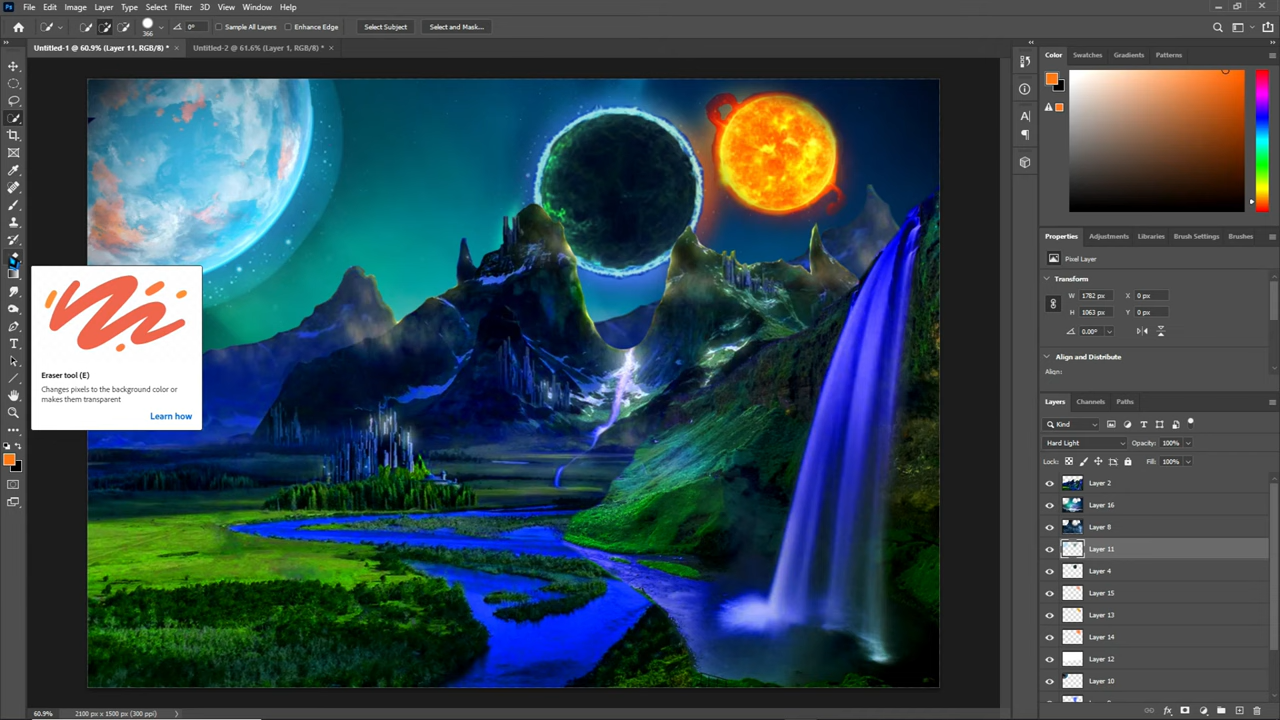 Ps File Edit Image Layer Type Select Filter 3D View Window Help
366 0° Sample All Layers Enhance Edge Select Subject Select and Mask...
Untitled-1 @ 60.9% (Layer 11, RGB/8) * × Untitled-2 @ 61.6% (Layer 1, RGB/8) * ×
Color Swatches Gradients Patterns
Properties Adjustments Libraries Brush Settings Brushes
Pixel Layer
Transform
W 1782 px X 0 px
H 1063 px Y 0 px
0.00°
Align and Distribute
Align:
Eraser tool (E)
Changes pixels to the background color or
makes them transparent
Learn how
Layers Channels Paths
Kind
Hard Light Opacity: 100%
Lock: Fill: 100%
Layer 2
Layer 16
Layer 8
Layer 11
Layer 4
Layer 15
Layer 13
Layer 14
Layer 12
Layer 10
60.9% 2100 px x 1500 px (300 ppi)